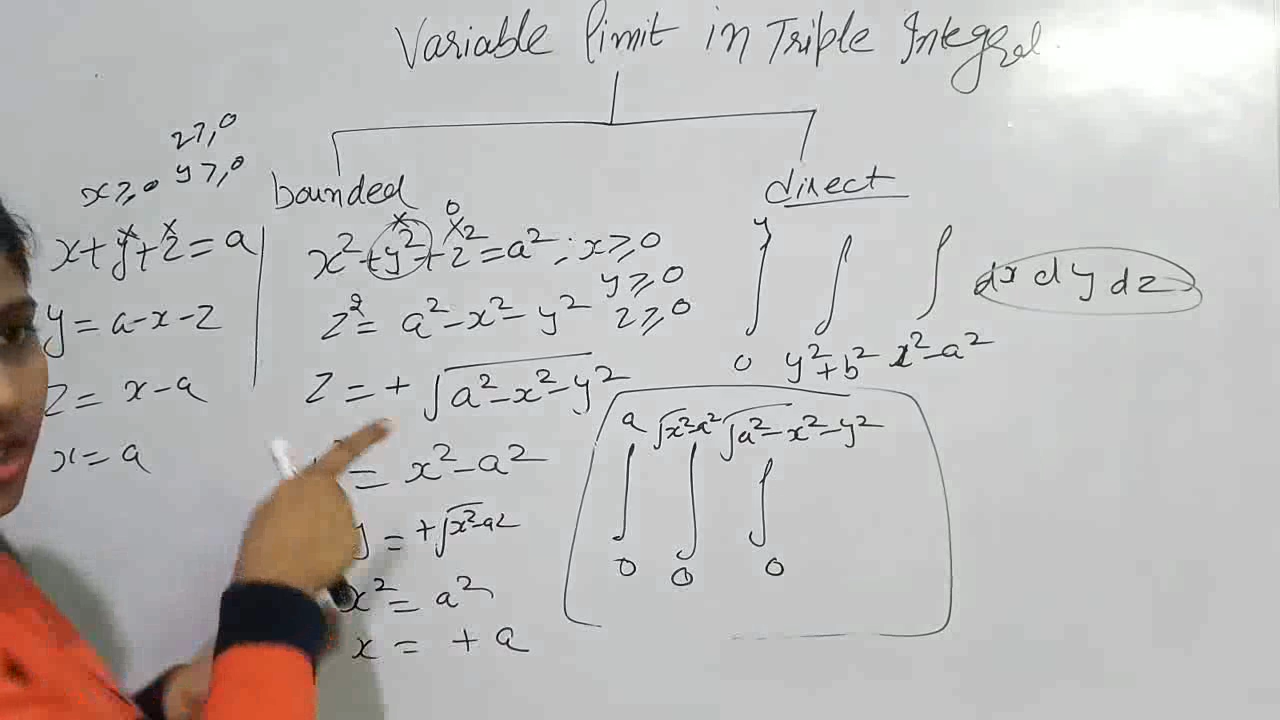 Variable limit in Triple Integral
bounded
direct
z ≥ 0
y ≥ 0
x ≥ 0
x + y + z = a
y = a - x - z
z = x - a
x = a
x² + y² + z² = a² ; x ≥ 0
y ≥ 0
z² = a² - x² - y²
z ≥ 0
z = + √a² - x² - y²
= x² - a²
y = + √x² - a²
x² = a²
x = + a
∫ ∫ ∫ dx dy dz
y
0 y² + b² x² - a²
a √x² - a² √a² - x² - y²
∫ ∫ ∫
0 0 0